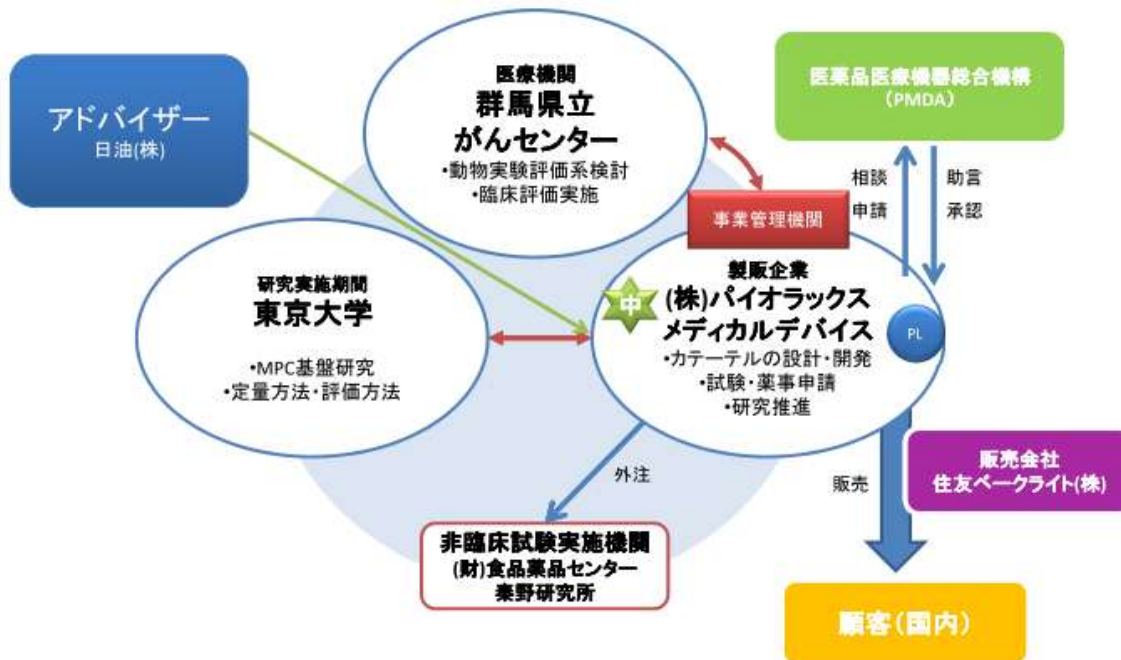 アドバイザー
日油(株)
医療機関
群馬県立
がんセンター
・動物実験評価系検討
・臨床評価実施
医薬品医療機器総合機構
(PMDA)
相談
申請
助言
承認
事業管理機関
研究実施期間
東京大学
・MPC基盤研究
・定量方法・評価方法
中
製販企業
(株)パイオラックス
メディカルデバイス
・カテーテルの設計・開発
・試験・薬事申請
・研究推進
PL
外注
販売
販売会社
住友ベークライト(株)
非臨床試験実施機関
(財)食品薬品センター
秦野研究所
顧客(国内)